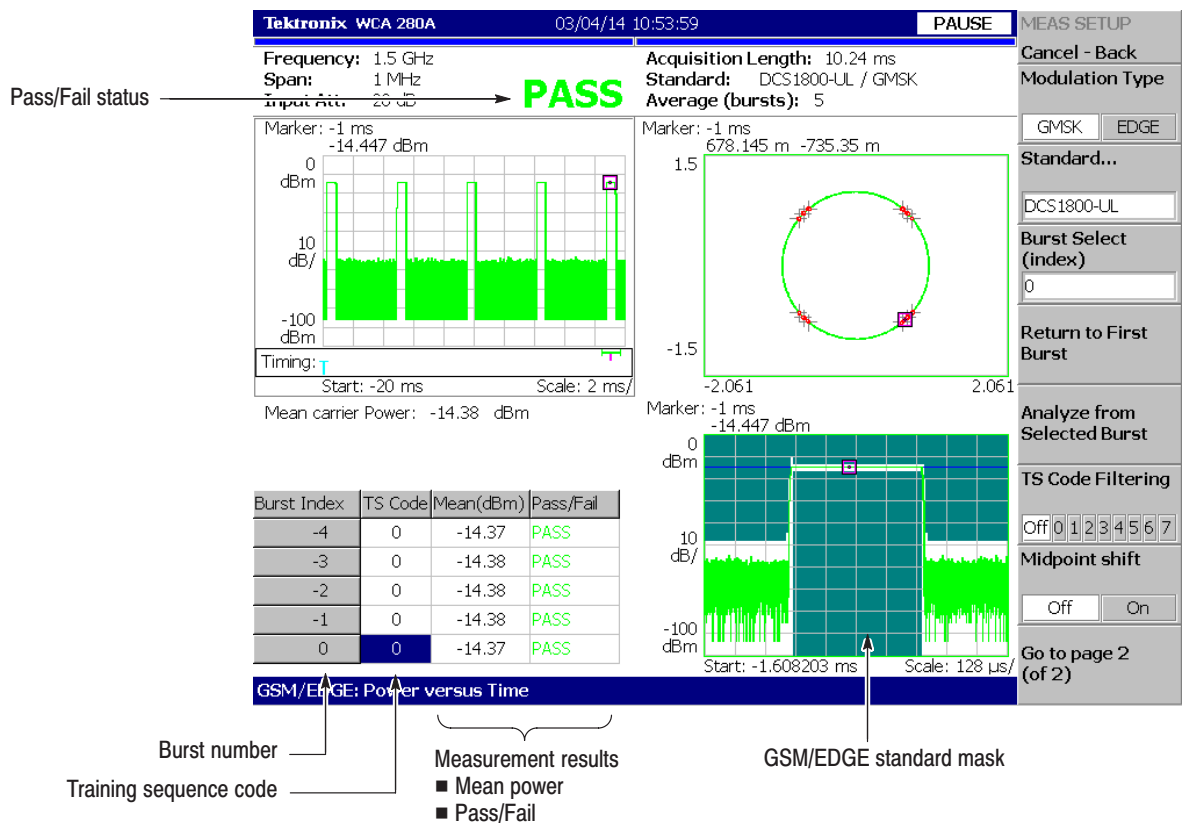 Tektronix WCA 280A 03/04/14 10:53:59 PAUSE
Frequency: 1.5 GHz
Span: 1 MHz
Input Att: 20 dB
PASS
Acquisition Length: 10.24 ms
Standard: DCS1800-UL / GMSK
Average (bursts): 5
Pass/Fail status
Marker: -1 ms
-14.447 dBm
0
dBm
10
dB/
-100
dBm
Timing:
Start: -20 ms Scale: 2 ms/
Marker: -1 ms
678.145 m -735.35 m
1.5
-1.5
-2.061 2.061
Mean carrier Power: -14.38 dBm
Marker: -1 ms
-14.447 dBm
0
dBm
10
dB/
-100
dBm
Start: -1.608203 ms Scale: 128 µs/
Burst Index TS Code Mean(dBm) Pass/Fail
-4 0 -14.37 PASS
-3 0 -14.38 PASS
-2 0 -14.38 PASS
-1 0 -14.38 PASS
0 0 -14.37 PASS
GSM/EDGE: Power versus Time
MEAS SETUP
Cancel - Back
Modulation Type
GMSK EDGE
Standard...
DCS1800-UL
Burst Select
(index)
0
Return to First
Burst
Analyze from
Selected Burst
TS Code Filtering
Off 0 1 2 3 4 5 6 7
Midpoint shift
Off On
Go to page 2
(of 2)
Burst number
Training sequence code
Measurement results
■ Mean power
■ Pass/Fail
GSM/EDGE standard mask